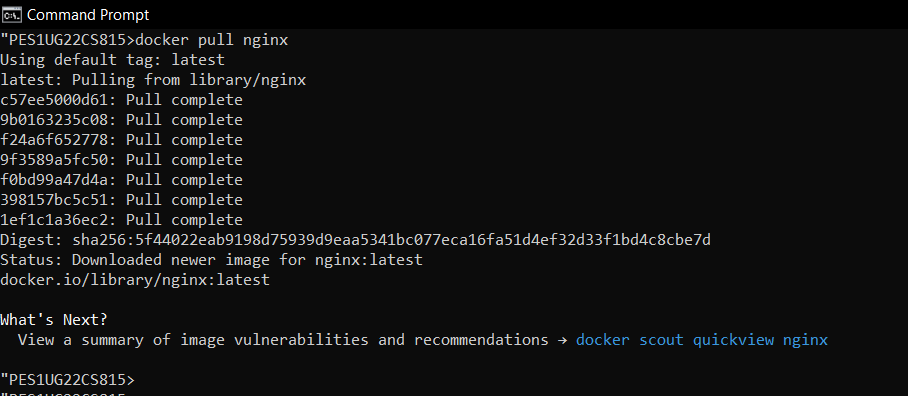 Command Prompt
"PES1UG22CS815>docker pull nginx
Using default tag: latest
latest: Pulling from library/nginx
c57ee5000d61: Pull complete
9b0163235c08: Pull complete
f24a6f652778: Pull complete
9f3589a5fc50: Pull complete
f0bd99a47d4a: Pull complete
398157bc5c51: Pull complete
1ef1c1a36ec2: Pull complete
Digest: sha256:5f44022eab9198d75939d9eaa5341bc077eca16fa51d4ef32d33f1bd4c8cbe7d
Status: Downloaded newer image for nginx:latest
docker.io/library/nginx:latest
What's Next?
View a summary of image vulnerabilities and recommendations → docker scout quickview nginx
"PES1UG22CS815>